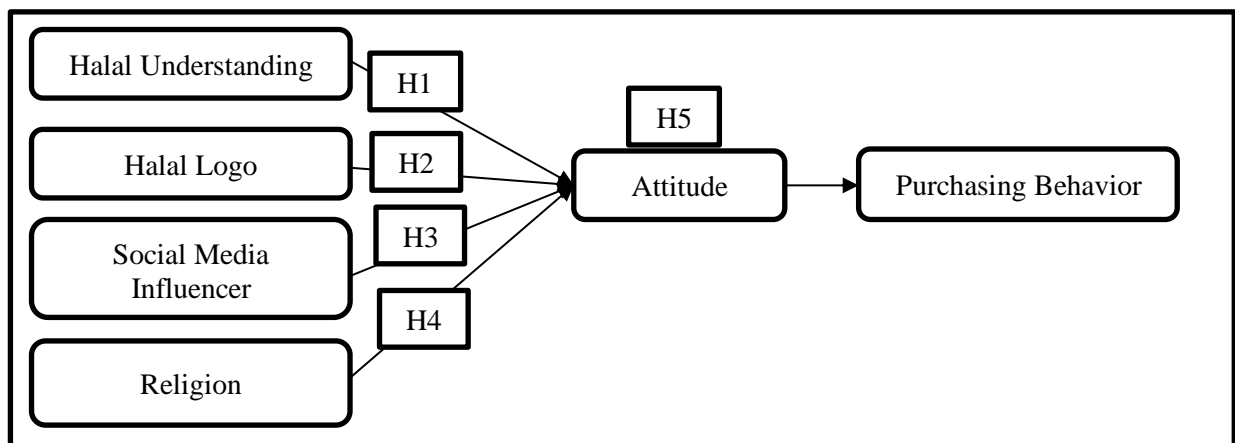 Halal Understanding
H1
H5
Halal Logo
H2
Attitude
Purchasing Behavior
Social Media
Influencer
H3
H4
Religion